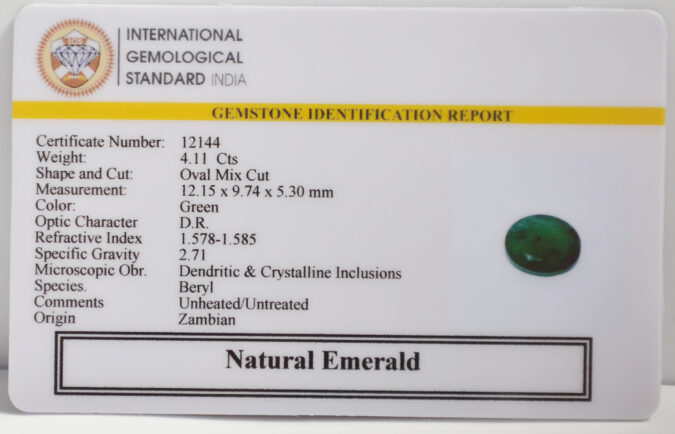 IGS
INTERNATIONAL
GEMOLOGICAL
STANDARD INDIA
GEMSTONE IDENTIFICATION REPORT
Certificate Number: 12144
Weight: 4.11 Cts
Shape and Cut: Oval Mix Cut
Measurement: 12.15 x 9.74 x 5.30 mm
Color: Green
Optic Character D.R.
Refractive Index 1.578-1.585
Specific Gravity 2.71
Microscopic Obr. Dendritic & Crystalline Inclusions
Species. Beryl
Comments Unheated/Untreated
Origin Zambian
Natural Emerald